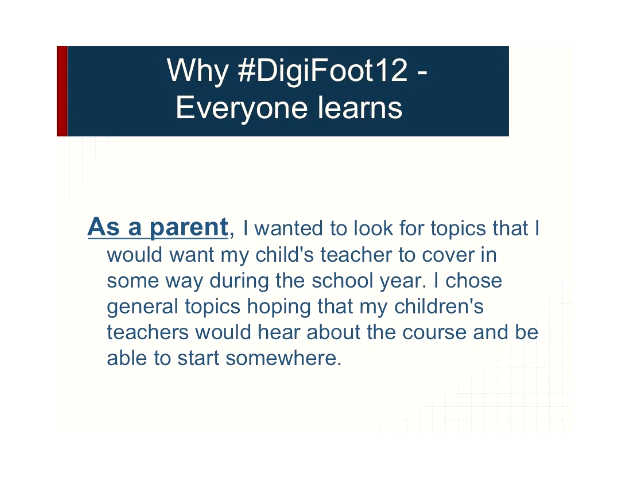 Why #DigiFoot12 -
Everyone learns
As a parent, I wanted to look for topics that I
would want my child's teacher to cover in
some way during the school year. I chose
general topics hoping that my children's
teachers would hear about the course and be
able to start somewhere.